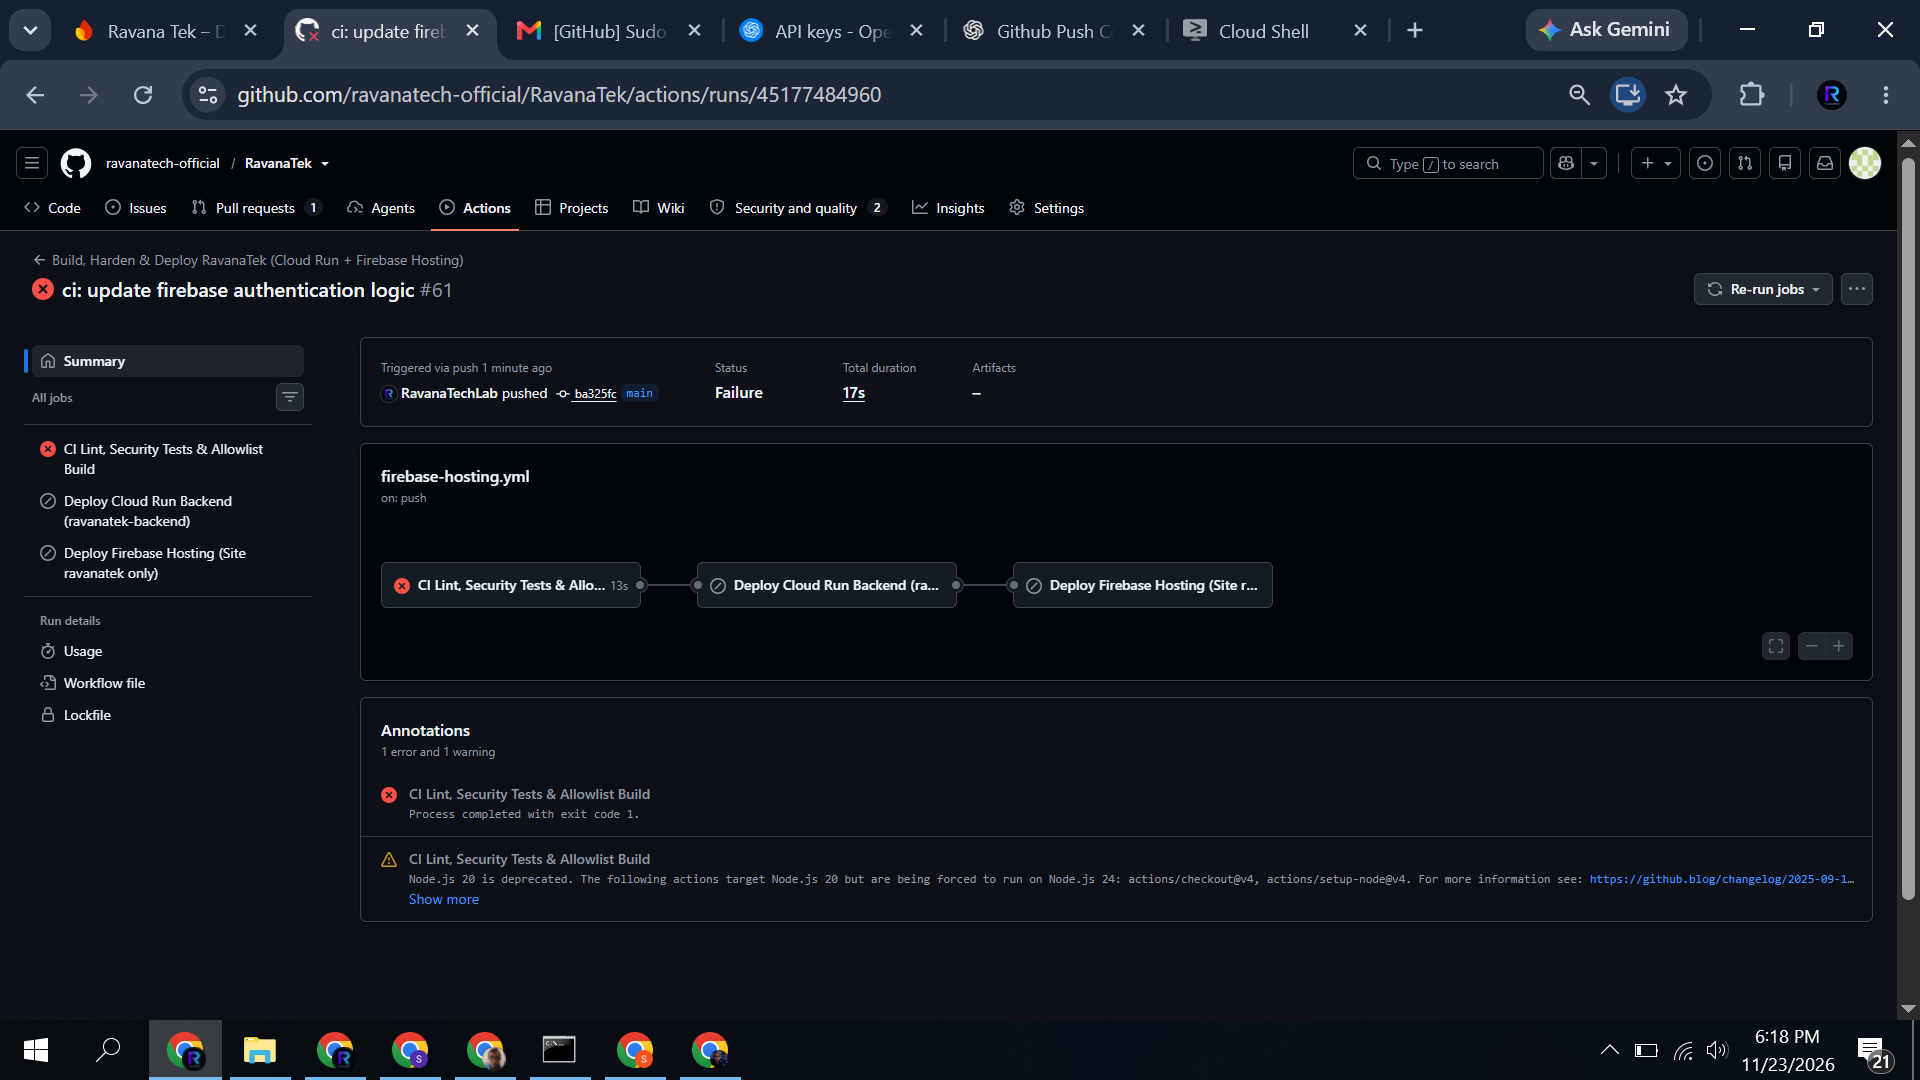 Ravana Tek – D
ci: update fireb
[GitHub] Sudo
API keys - Ope
Github Push C
Cloud Shell
Ask Gemini
github.com/ravanatech-official/RavanaTek/actions/runs/45177484960
R
ravanatech-official / RavanaTek
Type / to search
Code
Issues
Pull requests 1
Agents
Actions
Projects
Wiki
Security and quality 2
Insights
Settings
Build, Harden & Deploy RavanaTek (Cloud Run + Firebase Hosting)
ci: update firebase authentication logic #61
Re-run jobs
Summary
All jobs
CI Lint, Security Tests & Allowlist
Build
Deploy Cloud Run Backend
(ravanatek-backend)
Deploy Firebase Hosting (Site
ravanatek only)
Run details
Usage
Workflow file
Lockfile
Triggered via push 1 minute ago
R RavanaTechLab pushed ba325fc main
Status
Failure
Total duration
17s
Artifacts
–
firebase-hosting.yml
on: push
CI Lint, Security Tests & Allo... 13s
Deploy Cloud Run Backend (ra...
Deploy Firebase Hosting (Site r...
Annotations
1 error and 1 warning
CI Lint, Security Tests & Allowlist Build
Process completed with exit code 1.
CI Lint, Security Tests & Allowlist Build
Node.js 20 is deprecated. The following actions target Node.js 20 but are being forced to run on Node.js 24: actions/checkout@v4, actions/setup-node@v4. For more information see: https://github.blog/changelog/2025-09-1…
Show more
R
R
S
S
6:18 PM
11/23/2026
21